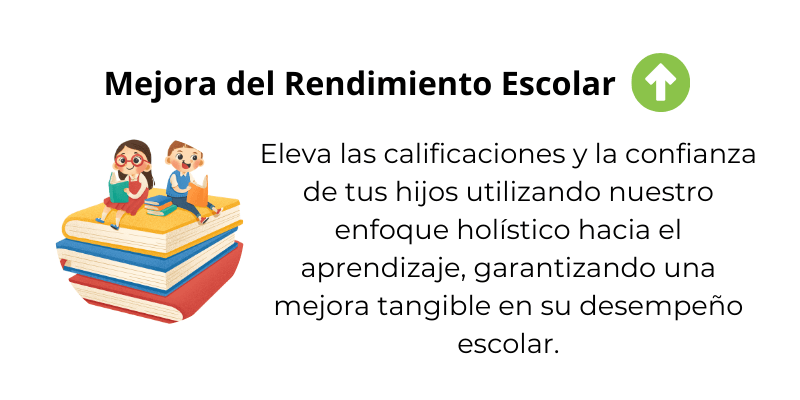 Mejora del Rendimiento Escolar
Eleva las calificaciones y la confianza
de tus hijos utilizando nuestro
enfoque holístico hacia el
aprendizaje, garantizando una
mejora tangible en su desempeño
escolar.